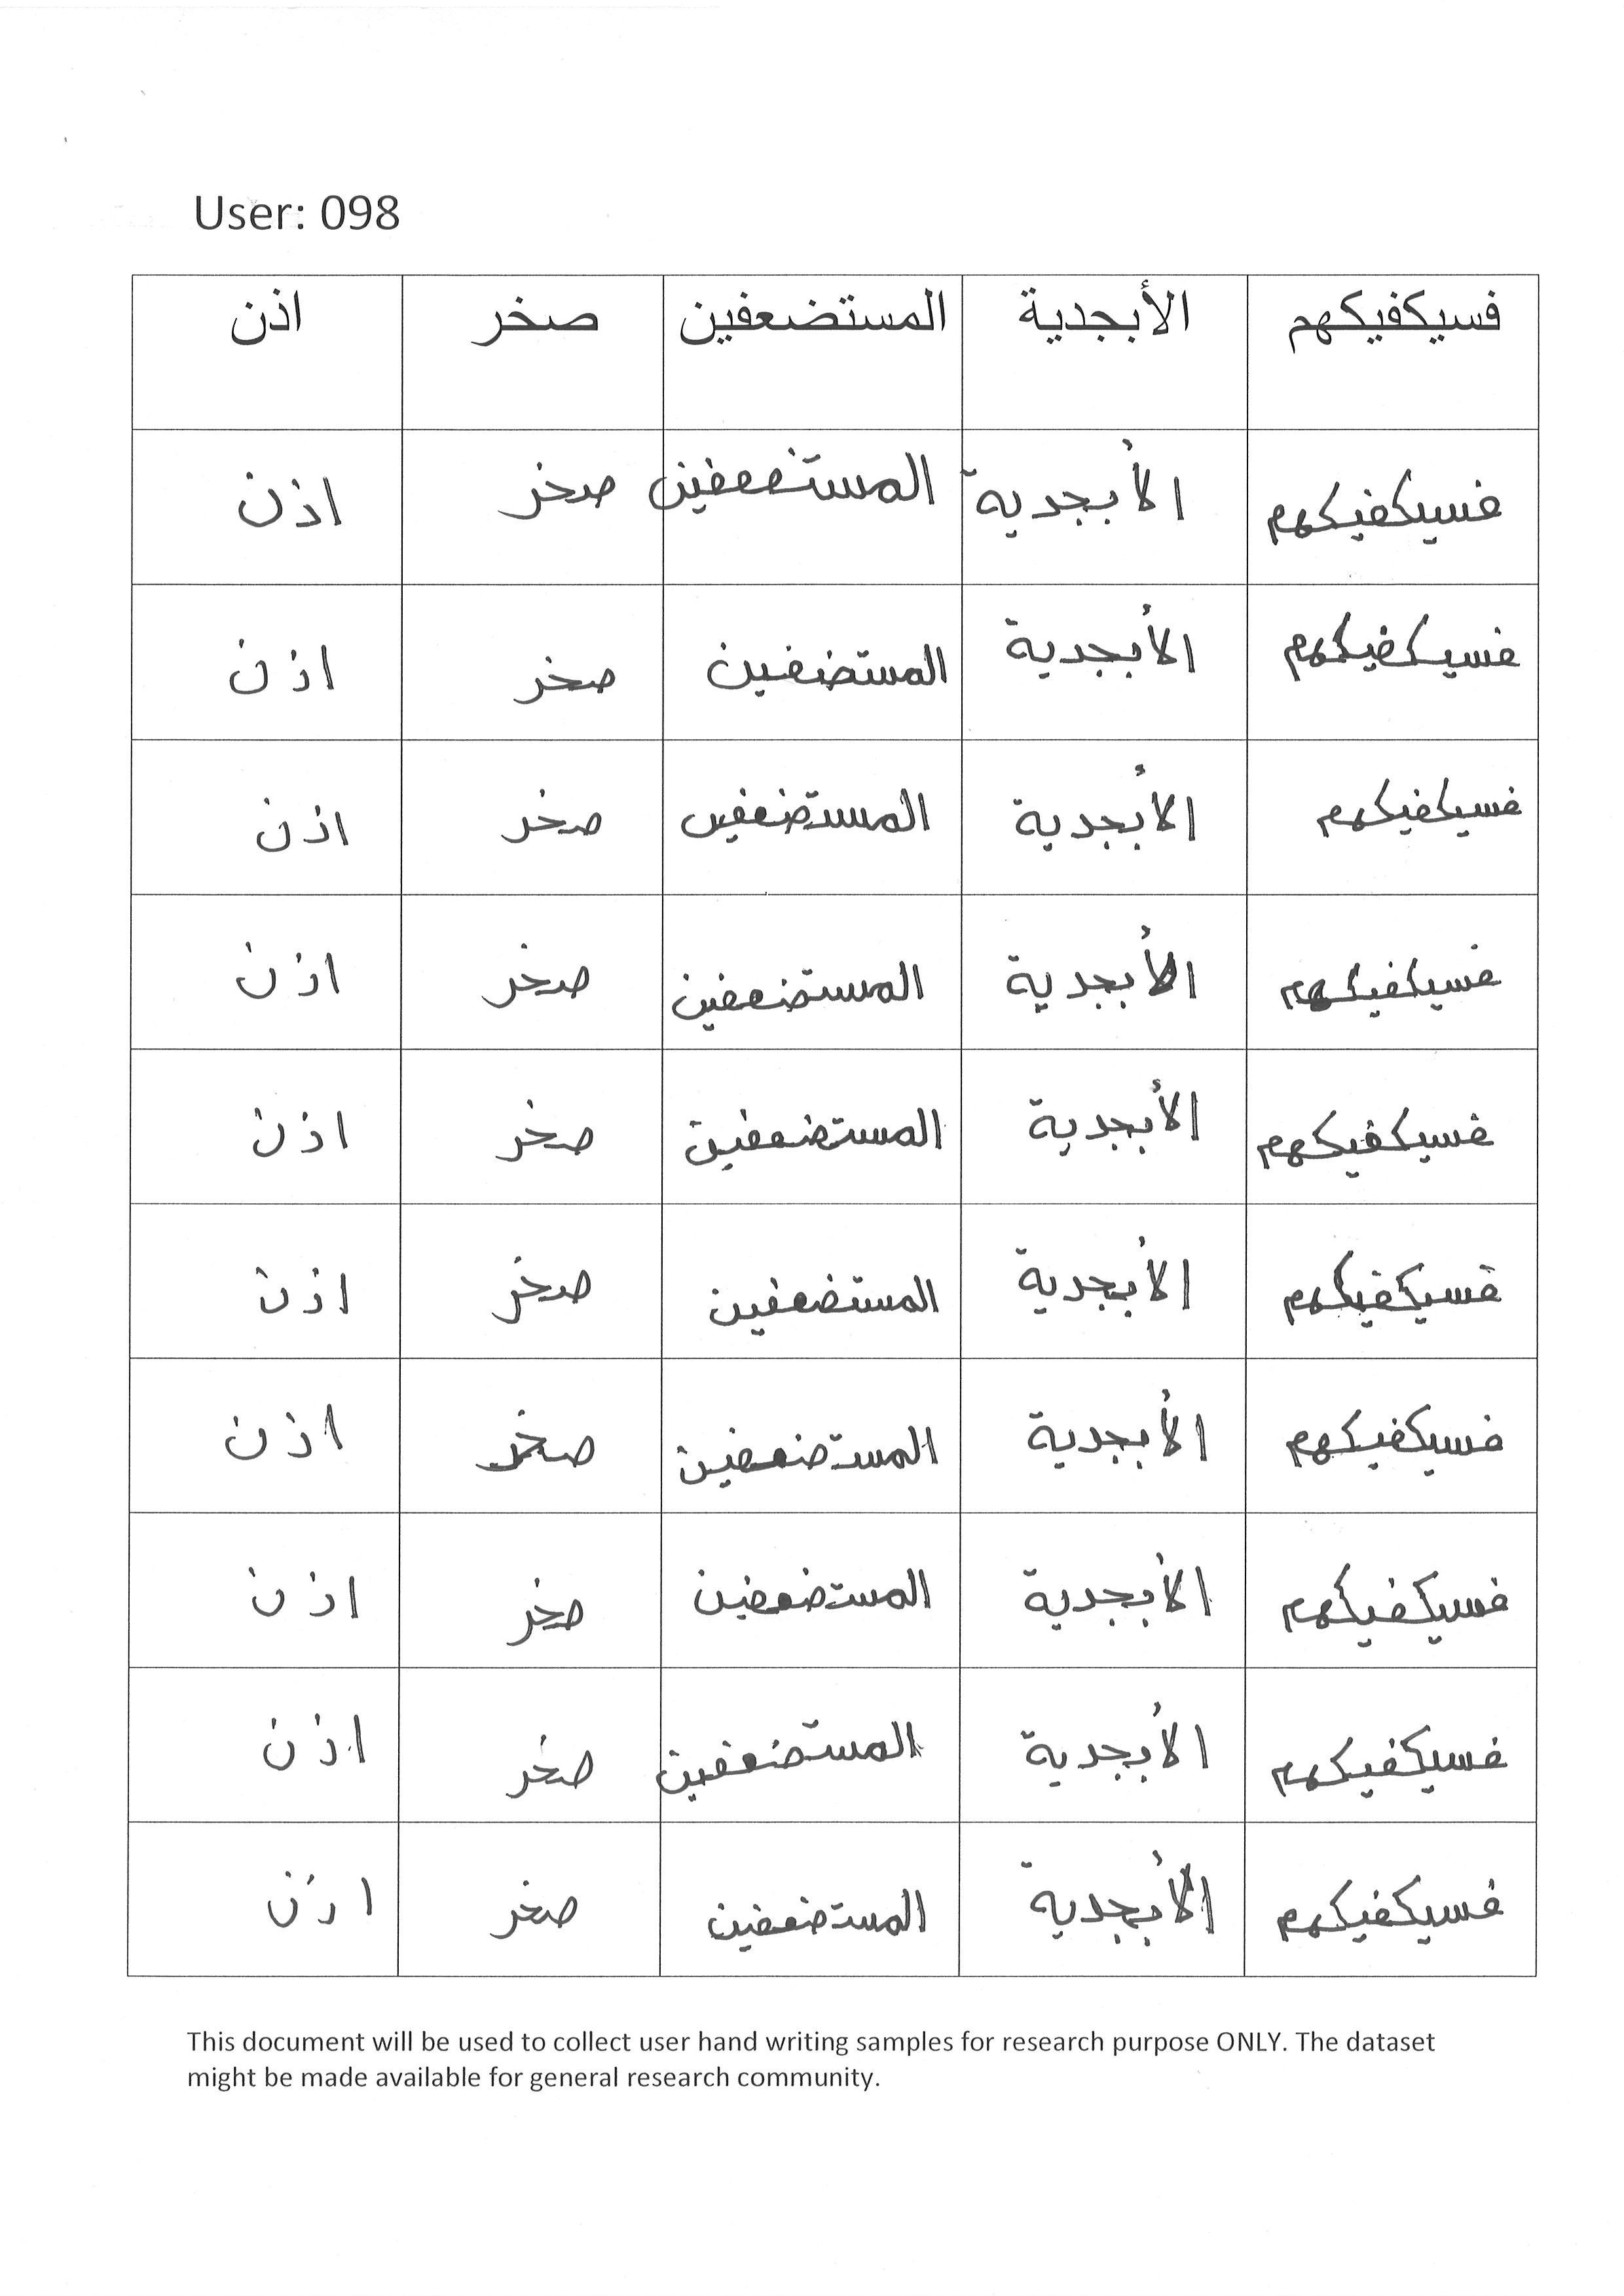 User: 098
فسيكفيكهم الأبجدية المستضعفين صخر اذن
فسيكفيكهم الأبجدية المستضعفين صخر اذن
فسيكفيكهم الأبجدية المستضعفين صخر اذن
فسيكفيكهم الأبجدية المستضعفين صخر اذن
فسيكفيكهم الأبجدية المستضعفين صخر اذن
فسيكفيكهم الأبجدية المستضعفين صخر اذن
فسيكفيكهم الأبجدية المستضعفين صخر اذن
فسيكفيكهم الأبجدية المستضعفين صخر اذن
فسيكفيكهم الأبجدية المستضعفين صخر اذن
فسيكفيكهم الأبجدية المستضعفين صخر اذن
فسيكفيكهم الأبجدية المستضعفين صخر اذن
This document will be used to collect user hand writing samples for research purpose ONLY. The dataset
might be made available for general research community.